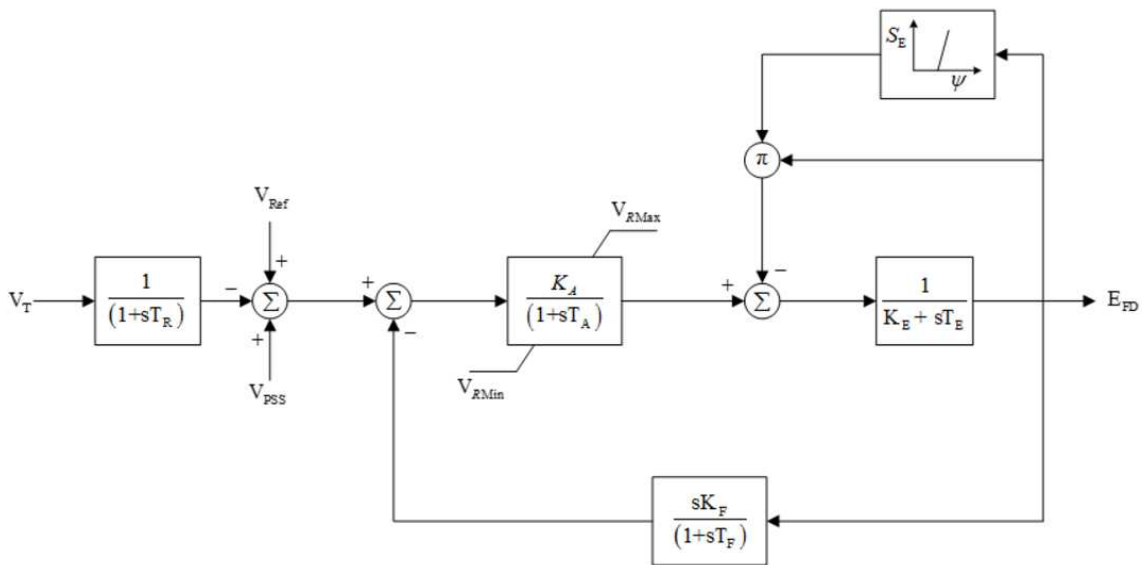 S_E
ψ
π
V_Ref
V_RMax
+
1
(1+sT_R)
V_T
−
Σ
+
V_PSS
+
Σ
−
K_A
(1+sT_A)
V_RMin
+
−
Σ
1
K_E + sT_E
E_FD
sK_F
(1+sT_F)